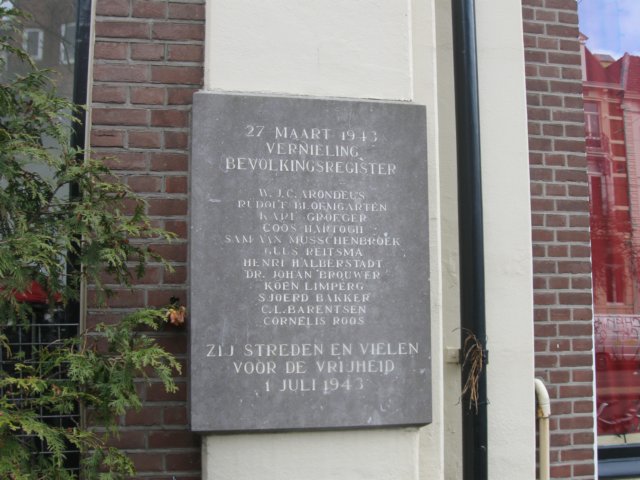 27 MAART 1943
VERNIELING
BEVOLKINGSREGISTER
W.J.C. ARONDEUS
RUDOLF BLOEMGARTEN
KARL GROEGER
COOS HARTOGH
SAM VAN MUSSCHENBROEK
GUUS REITSMA
HENRI HALBERSTADT
DR. JOHAN BROUWER
KOEN LIMPERG
SJOERD BAKKER
C.L. BARENTSEN
CORNELIS ROOS
ZIJ STREDEN EN VIELEN
VOOR DE VRIJHEID
1 JULI 1943